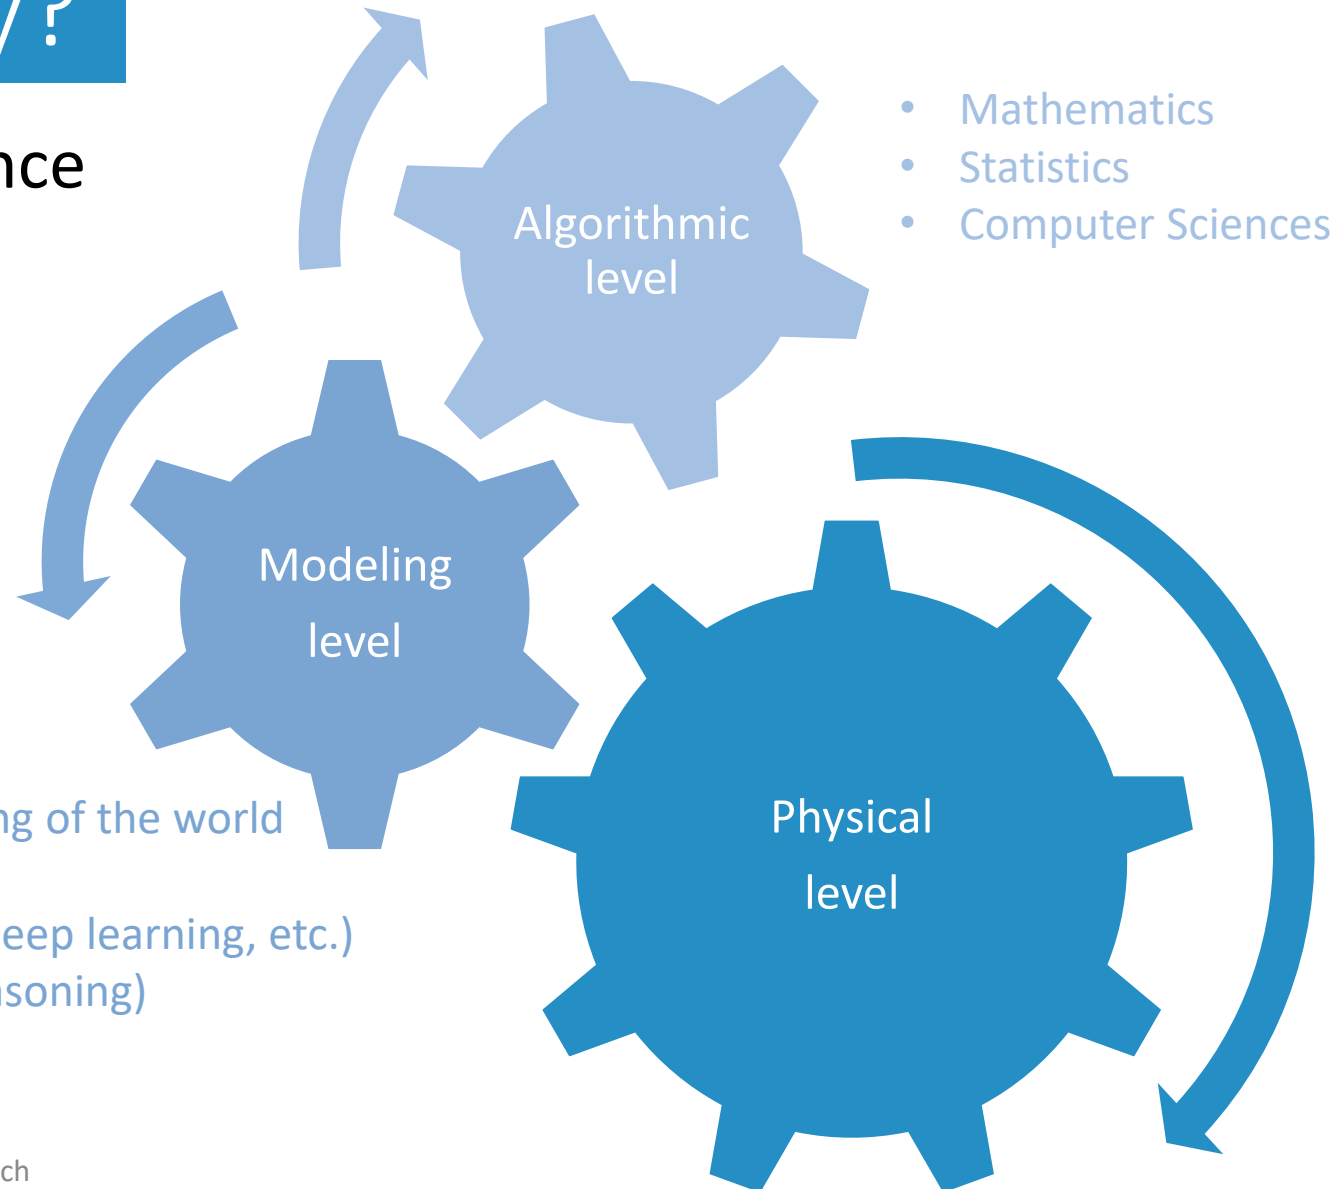 y?
nce
• Mathematics
• Statistics
• Computer Sciences
Algorithmic
level
Modeling
level
Physical
level
ng of the world
eep learning, etc.)
soning)
ch